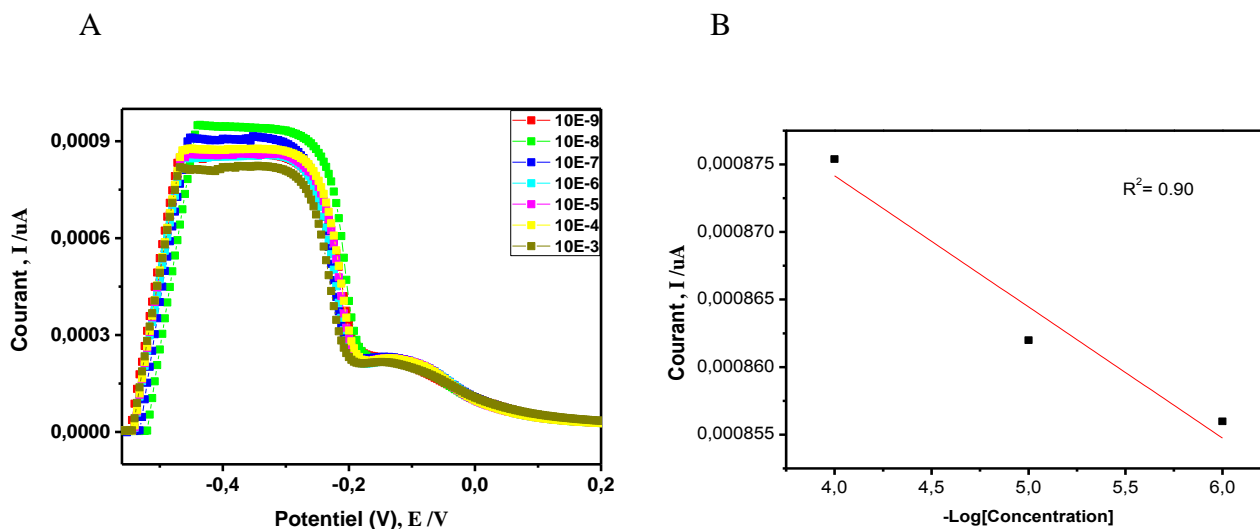 A
B
Courant , I /uA
0,0009
0,0006
0,0003
0,0000
-0,4
-0,2
0,0
0,2
Potentiel (V), E /V
10E-9
10E-8
10E-7
10E-6
10E-5
10E-4
10E-3
Courant , I /uA
0,000875
0,000870
0,000865
0,000860
0,000855
R²= 0.90
4,0
4,5
5,0
5,5
6,0
-Log[Concentration]